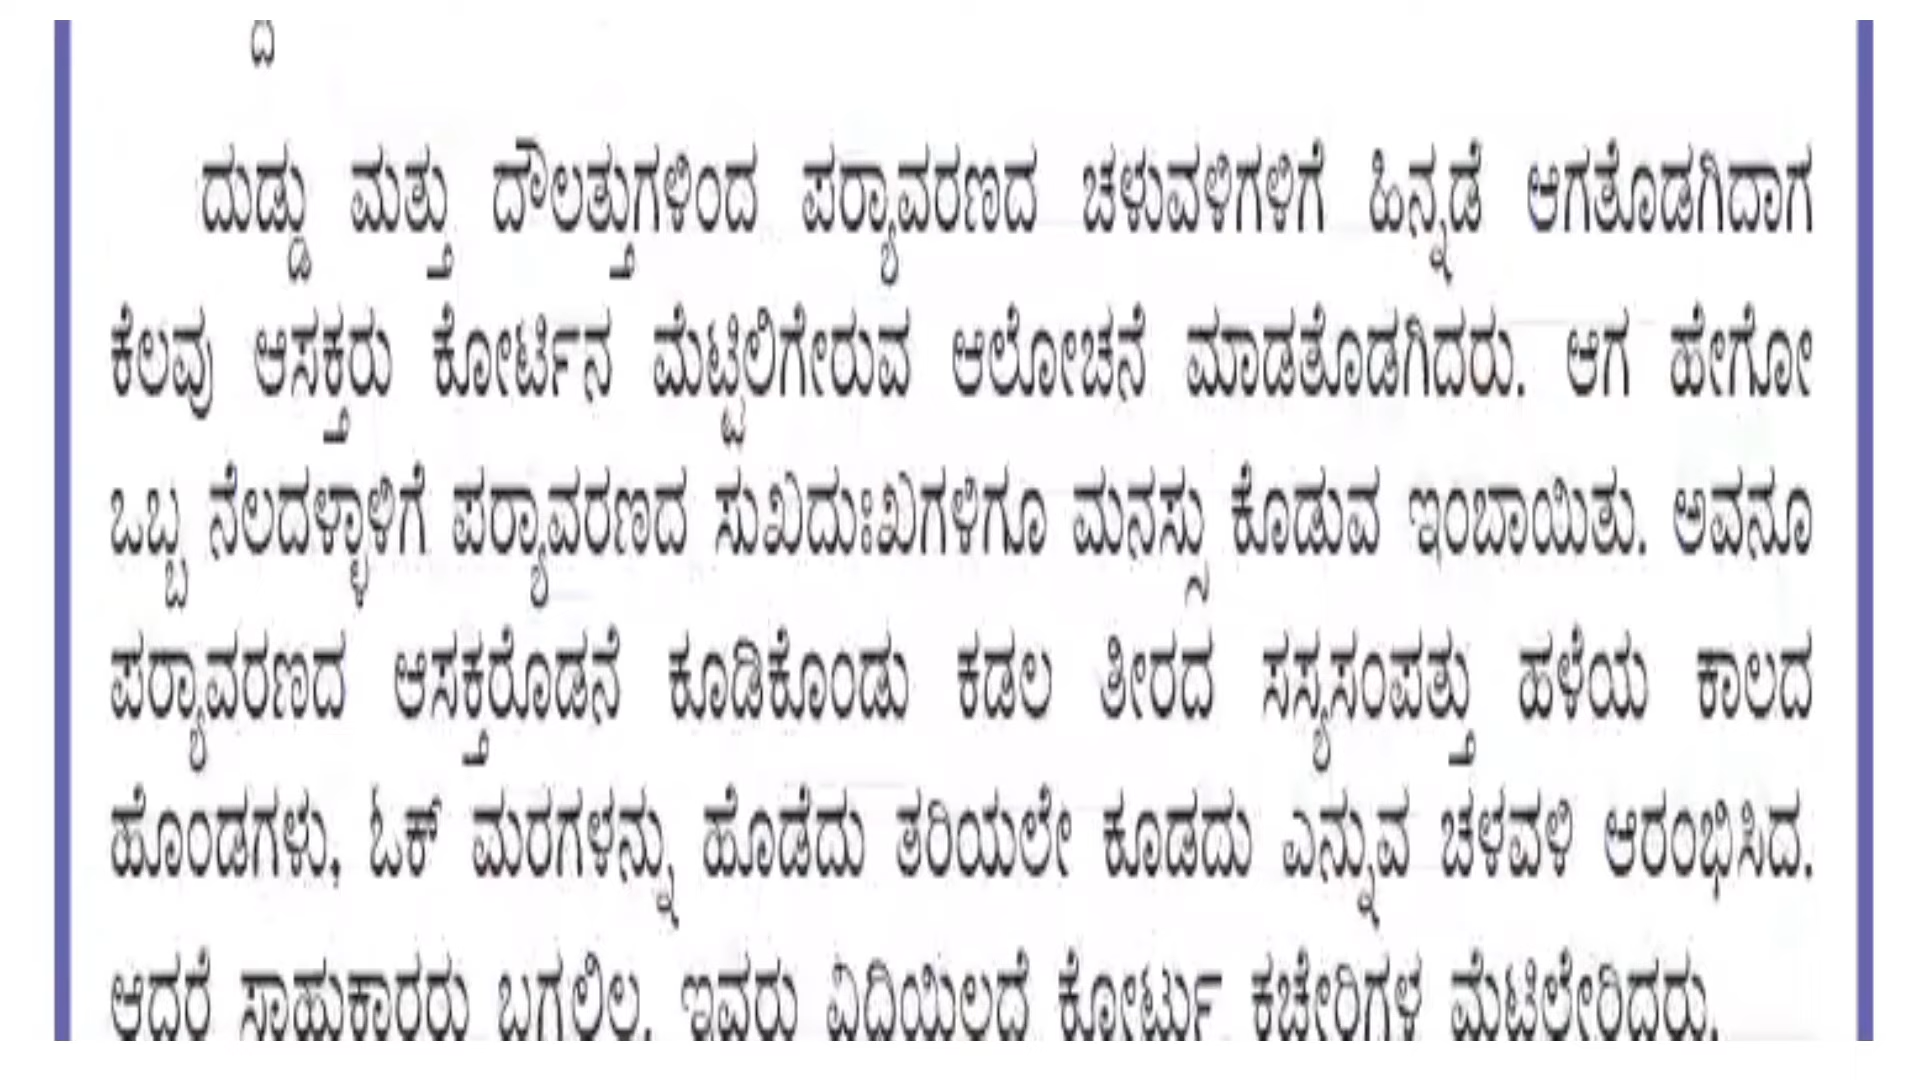 ದುಡ್ಡು ಮತ್ತು ದೌಲತ್ತುಗಳಿಂದ ಪರ‍್ಯಾವರಣದ ಚಳುವಳಿಗಳಿಗೆ ಹಿನ್ನಡೆ ಆಗತೊಡಗಿದಾಗ
ಕೆಲವು ಆಸಕ್ತರು ಕೋರ್ಟಿನ ಮೆಟ್ಟಿಲಿಗೇರುವ ಆಲೋಚನೆ ಮಾಡತೊಡಗಿದರು. ಆಗ ಹೇಗೋ
ಒಬ್ಬ ನೆಲದಳ್ಳಾಳಿಗೆ ಪರ‍್ಯಾವರಣದ ಸುಖದುಃಖಗಳಿಗೂ ಮನಸ್ಸು ಕೊಡುವ ಇಂಬಾಯಿತು. ಅವನೂ
ಪರ‍್ಯಾವರಣದ ಆಸಕ್ತರೊಡನೆ ಕೂಡಿಕೊಂಡು ಕಡಲ ತೀರದ ಸಸ್ಯಸಂಪತ್ತು ಹಳೆಯ ಕಾಲದ
ಹೊಂಡಗಳು, ಓಕ್ ಮರಗಳನ್ನು ಹೊಡೆದು ತರಿಯಲೇ ಕೂಡದು ಎನ್ನುವ ಚಳವಳಿ ಆರಂಭಿಸಿದ.
ಆದರೆ ಸಾಹುಕಾರರು ಬಗ್ಗಲಿಲ್ಲ. ಇವರು ವಿಧಿಯಿಲ್ಲದೆ ಕೋರ್ಟು ಕಚೇರಿಗಳ ಮೆಟ್ಟಿಲೇರಿದರು.